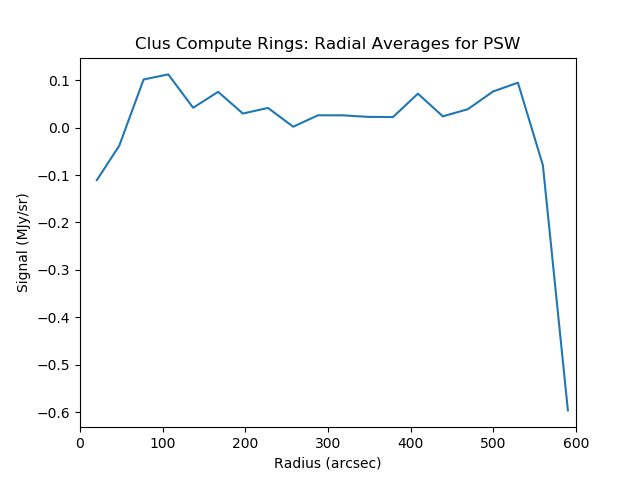 Clus Compute Rings: Radial Averages for PSW
0.1
0.0
−0.1
−0.2
−0.3
−0.4
−0.5
−0.6
Signal (MJy/sr)
0 100 200 300 400 500 600
Radius (arcsec)